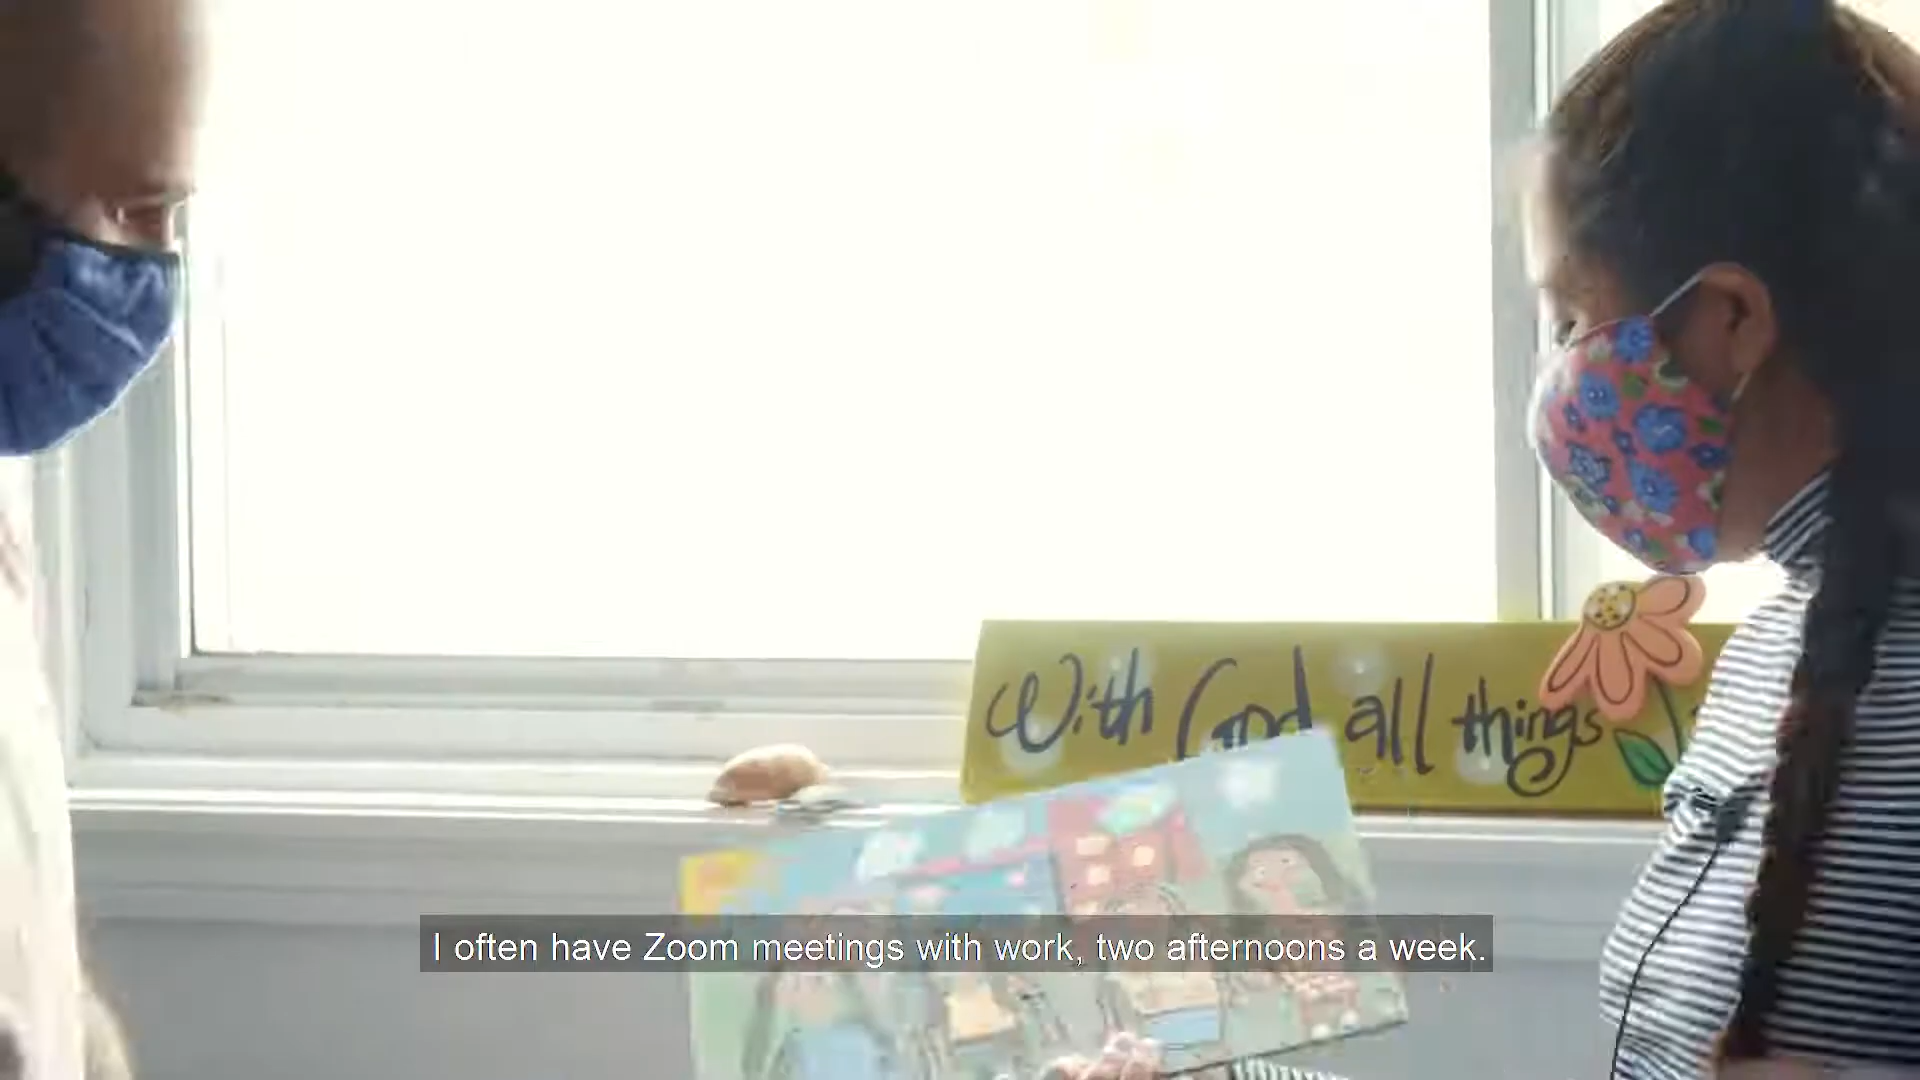 With God all things
I often have Zoom meetings with work, two afternoons a week.